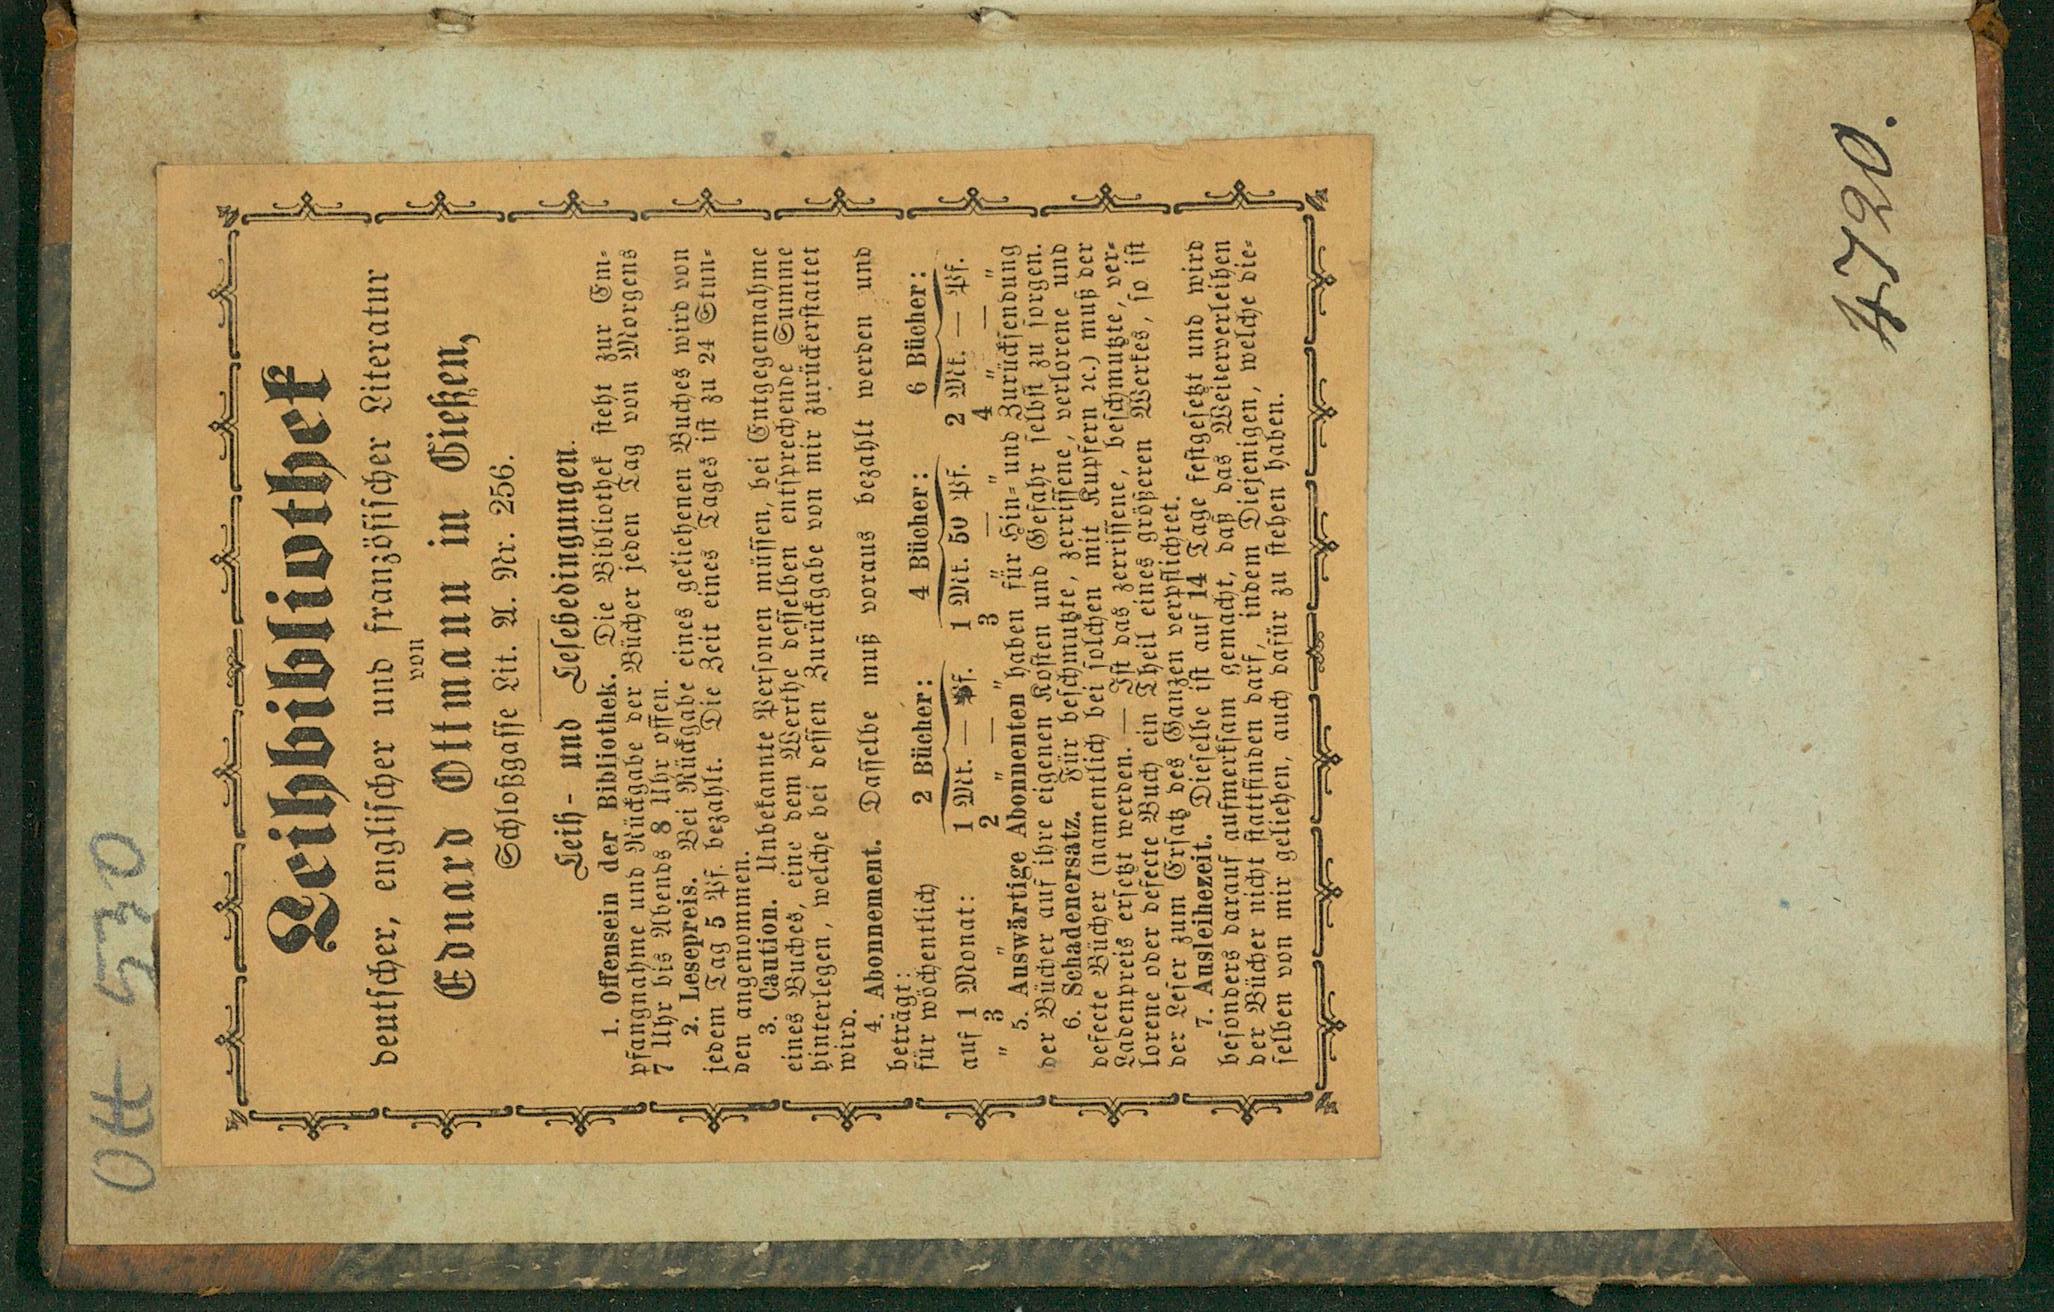 Ott 530
Leihbibliothek
deutscher, englischer und französischer Literatur
von
Eduard Ottmann in Gießen,
Schloßgasse Lit. A. Nr. 256.
Leih- und Lesebedingungen.
1. Offensein der Bibliothek. Die Bibliothek steht zur Em-
pfangnahme und Rückgabe der Bücher jeden Tag von Morgens
7 Uhr bis Abends 8 Uhr offen.
2. Lesepreis. Bei Rückgabe eines geliehenen Buches wird von
jedem Tag 5 Pf. bezahlt. Die Zeit eines Tages ist zu 24 Stun-
den angenommen.
3. Caution. Unbekannte Personen müssen, bei Entgegennahme
eines Buches, eine dem Werthe desselben entsprechende Summe
hinterlegen, welche bei dessen Zurückgabe von mir zurückerstattet
wird.
4. Abonnement. Dasselbe muß voraus bezahlt werden und
beträgt:
für wöchentlich 2 Bücher: 4 Bücher: 6 Bücher:
auf 1 Monat: 1 Mk. — Pf. 1 Mk. 50 Pf. 2 Mk. — Pf.
„ 3 „ 2 „ — „ 3 „ — „ 4 „ — „
5. Auswärtige Abonnenten haben für Hin- und Zurücksendung
der Bücher auf ihre eigenen Kosten und Gefahr selbst zu sorgen.
6. Schadenersatz. Für beschmutzte, zerrissene, verlorene und
defecte Bücher (namentlich bei solchen mit Kupfern ꝛc.) muß der
Ladenpreis ersetzt werden. — Ist das zerrissene, beschmutzte, ver-
lorene oder defecte Buch ein Theil eines größeren Werkes, so ist
der Leser zum Ersatz des Ganzen verpflichtet.
7. Ausleihezeit. Dieselbe ist auf 14 Tage festgesetzt und wird
besonders darauf aufmerksam gemacht, daß das Weiterverleihen
der Bücher nicht stattfinden darf, indem Diejenigen, welche die-
selben von mir geliehen, auch dafür zu stehen haben.
4720.